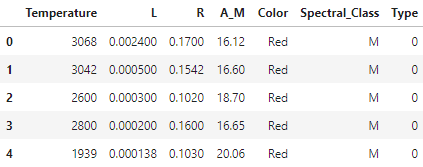 Temperature L R A_M Color Spectral_Class Type
0 3068 0.002400 0.1700 16.12 Red M 0
1 3042 0.000500 0.1542 16.60 Red M 0
2 2600 0.000300 0.1020 18.70 Red M 0
3 2800 0.000200 0.1600 16.65 Red M 0
4 1939 0.000138 0.1030 20.06 Red M 0